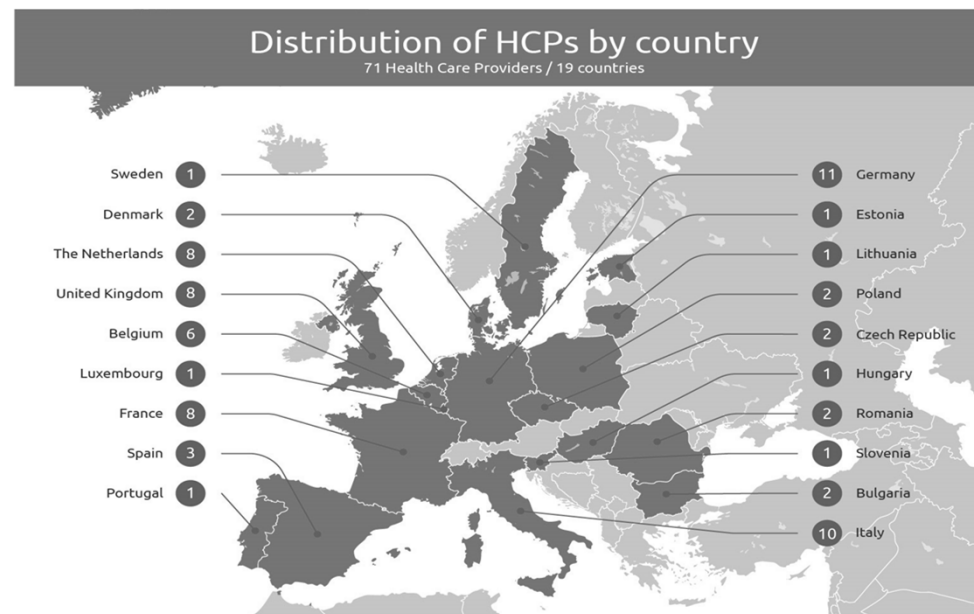 Distribution of HCPs by country
71 Health Care Providers / 19 countries
Sweden 1
Denmark 2
The Netherlands 8
United Kingdom 8
Belgium 6
Luxembourg 1
France 8
Spain 3
Portugal 1
11 Germany
1 Estonia
1 Lithuania
2 Poland
2 Czech Republic
1 Hungary
2 Romania
1 Slovenia
2 Bulgaria
10 Italy